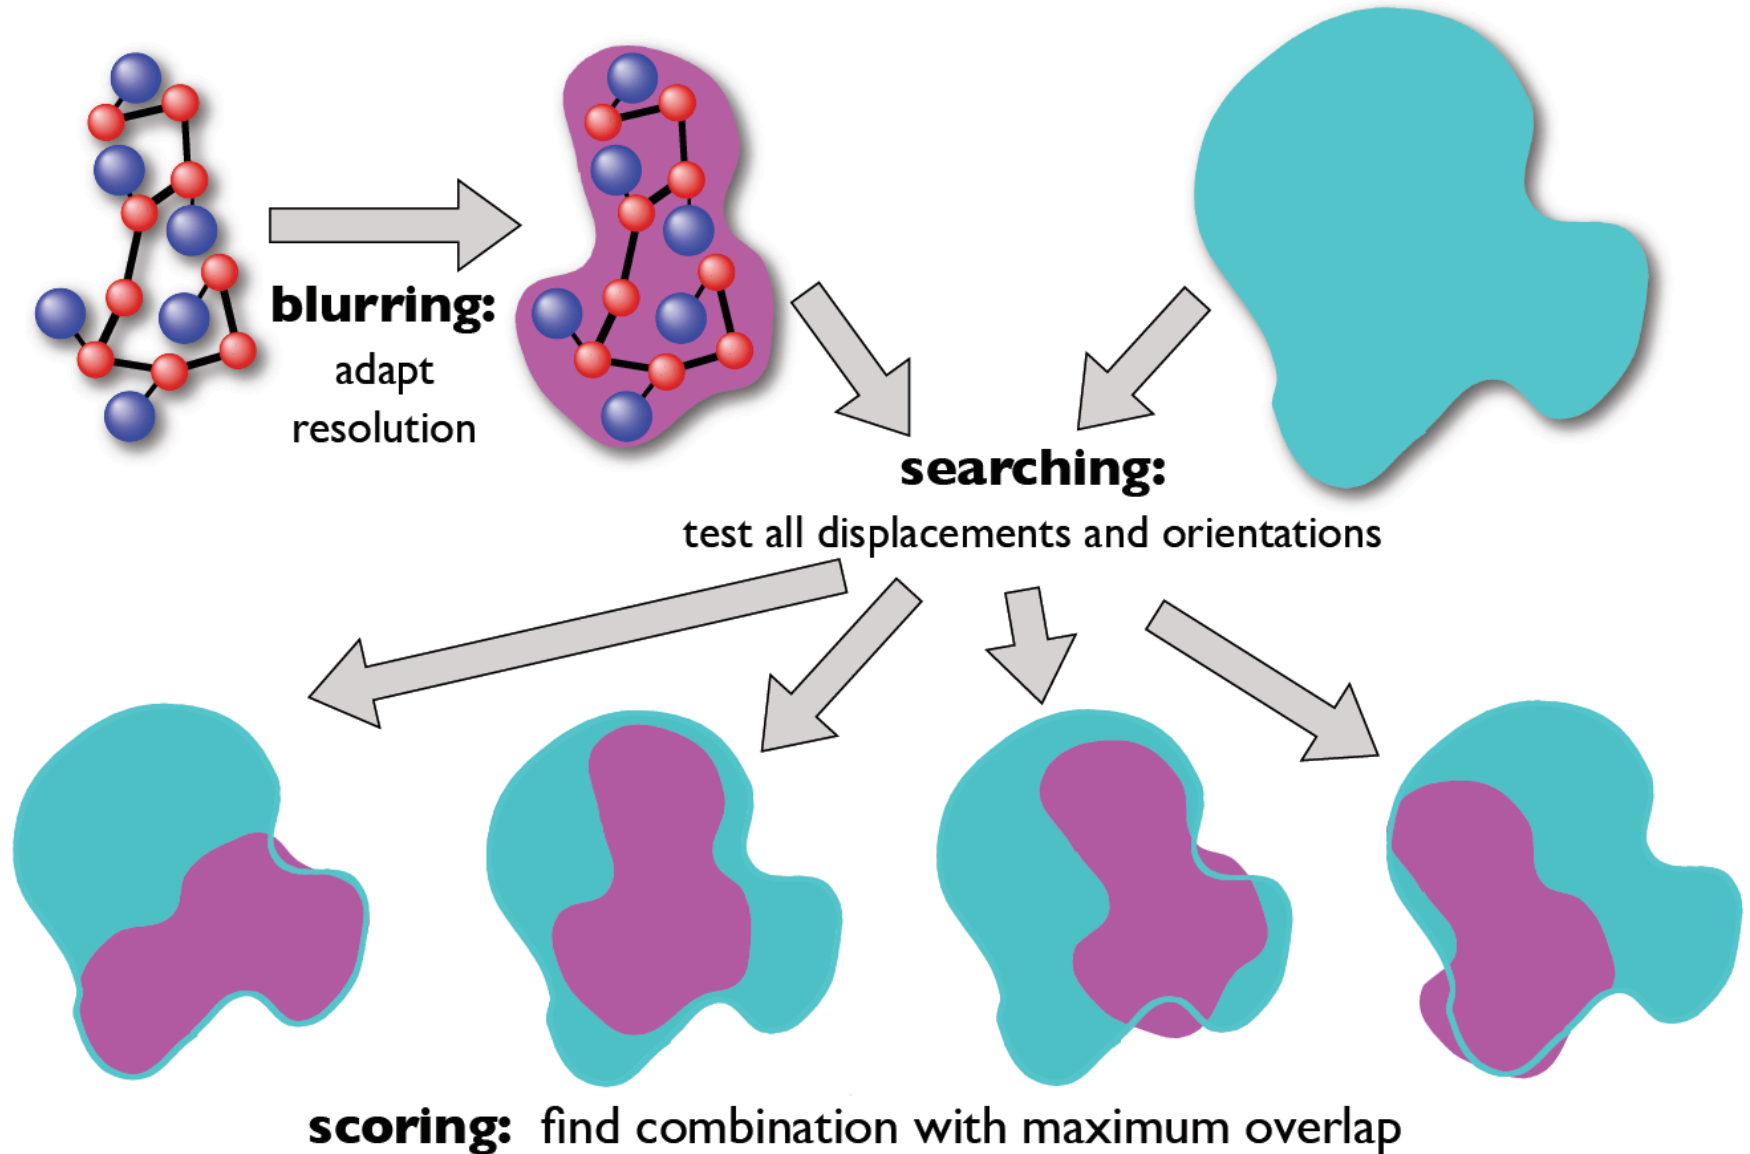 blurring:
adapt
resolution
searching:
test all displacements and orientations
scoring: find combination with maximum overlap